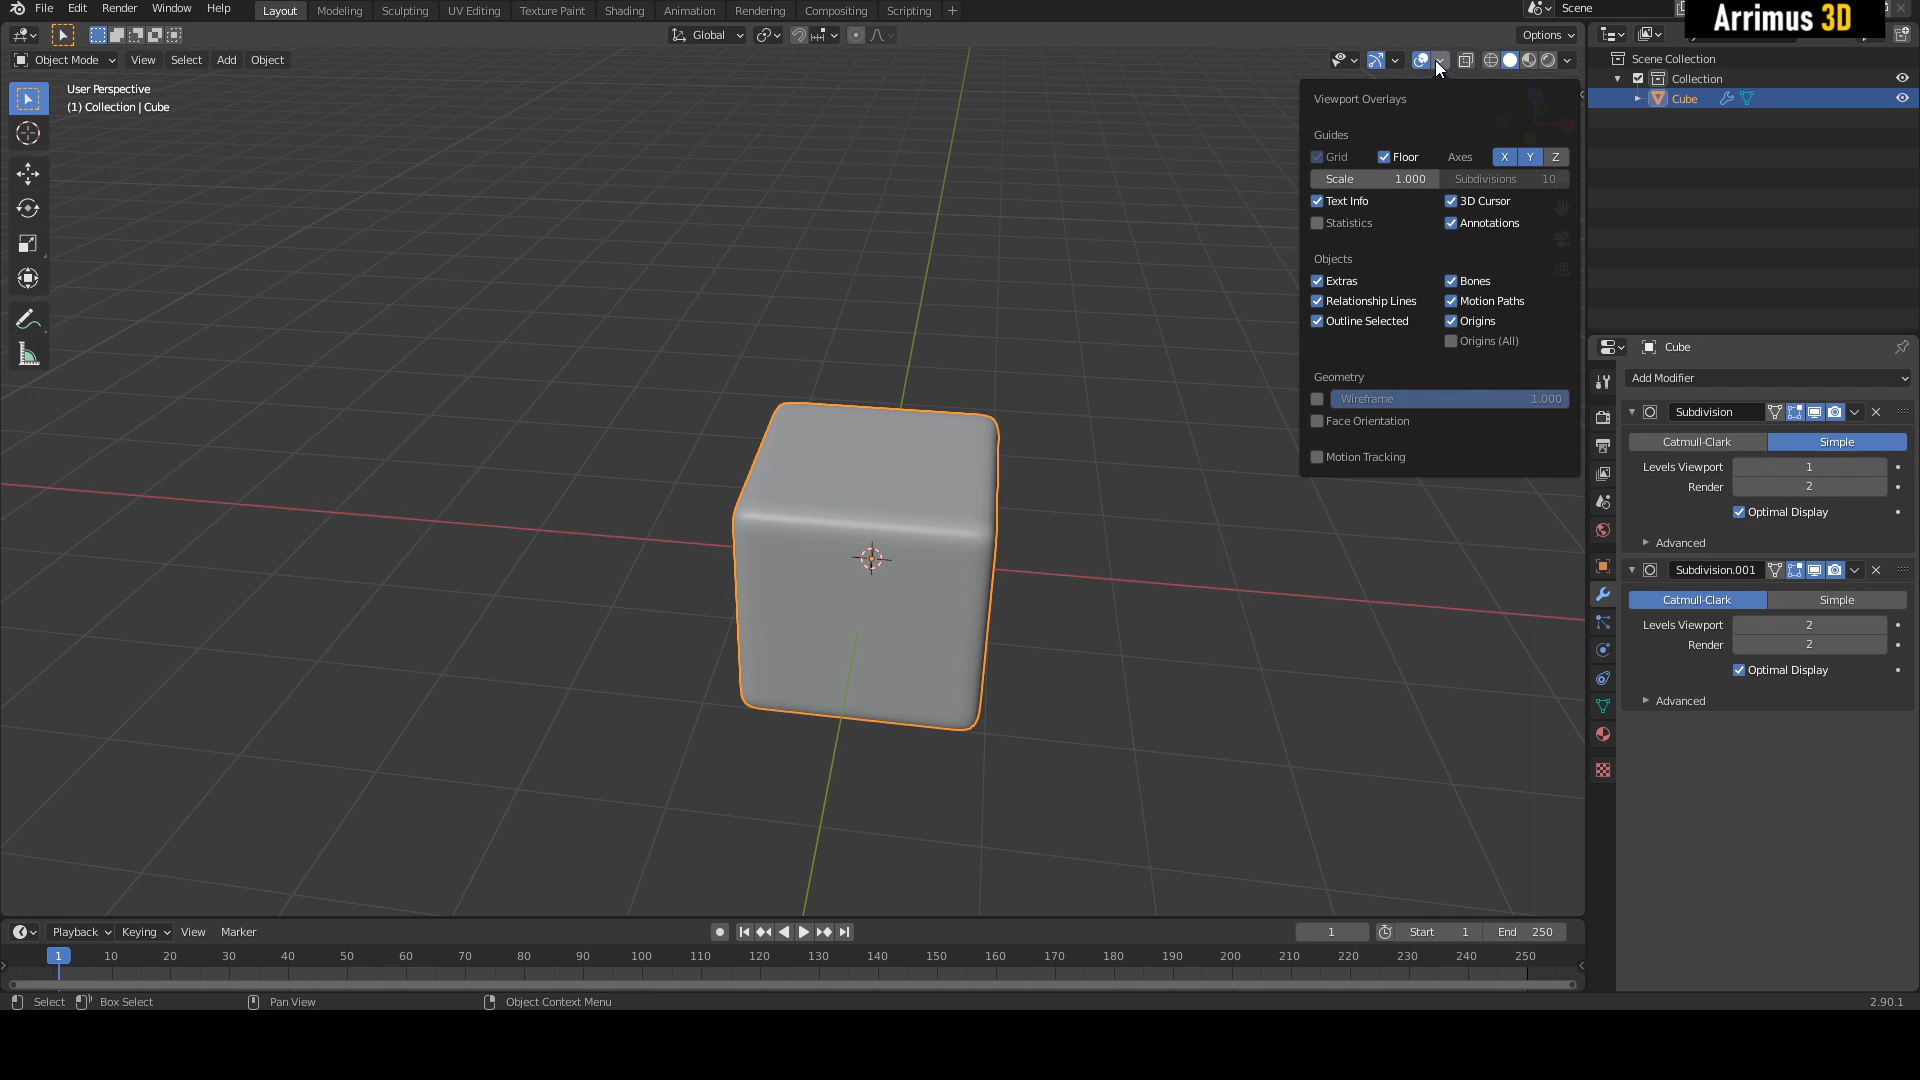 File Edit Render Window Help Layout Modeling Sculpting UV Editing Texture Paint Shading Animation Rendering Compositing Scripting + Scene
Arrimus 3D
Global Options
Object Mode View Select Add Object
User Perspective
(1) Collection | Cube
Viewport Overlays
Guides
Grid Floor Axes X Y Z
Scale 1.000 Subdivisions 10
Text Info 3D Cursor
Statistics Annotations
Objects
Extras Bones
Relationship Lines Motion Paths
Outline Selected Origins
Origins (All)
Geometry
Wireframe 1.000
Face Orientation
Motion Tracking
Scene Collection
Collection
Cube
Cube
Add Modifier
Subdivision
Catmull-Clark Simple
Levels Viewport 1
Render 2
Optimal Display
Advanced
Subdivision.001
Catmull-Clark Simple
Levels Viewport 2
Render 2
Optimal Display
Advanced
Playback Keying View Marker 1 Start 1 End 250
1 10 20 30 40 50 60 70 80 90 100 110 120 130 140 150 160 170 180 190 200 210 220 230 240 250
Select Box Select Pan View Object Context Menu 2.90.1